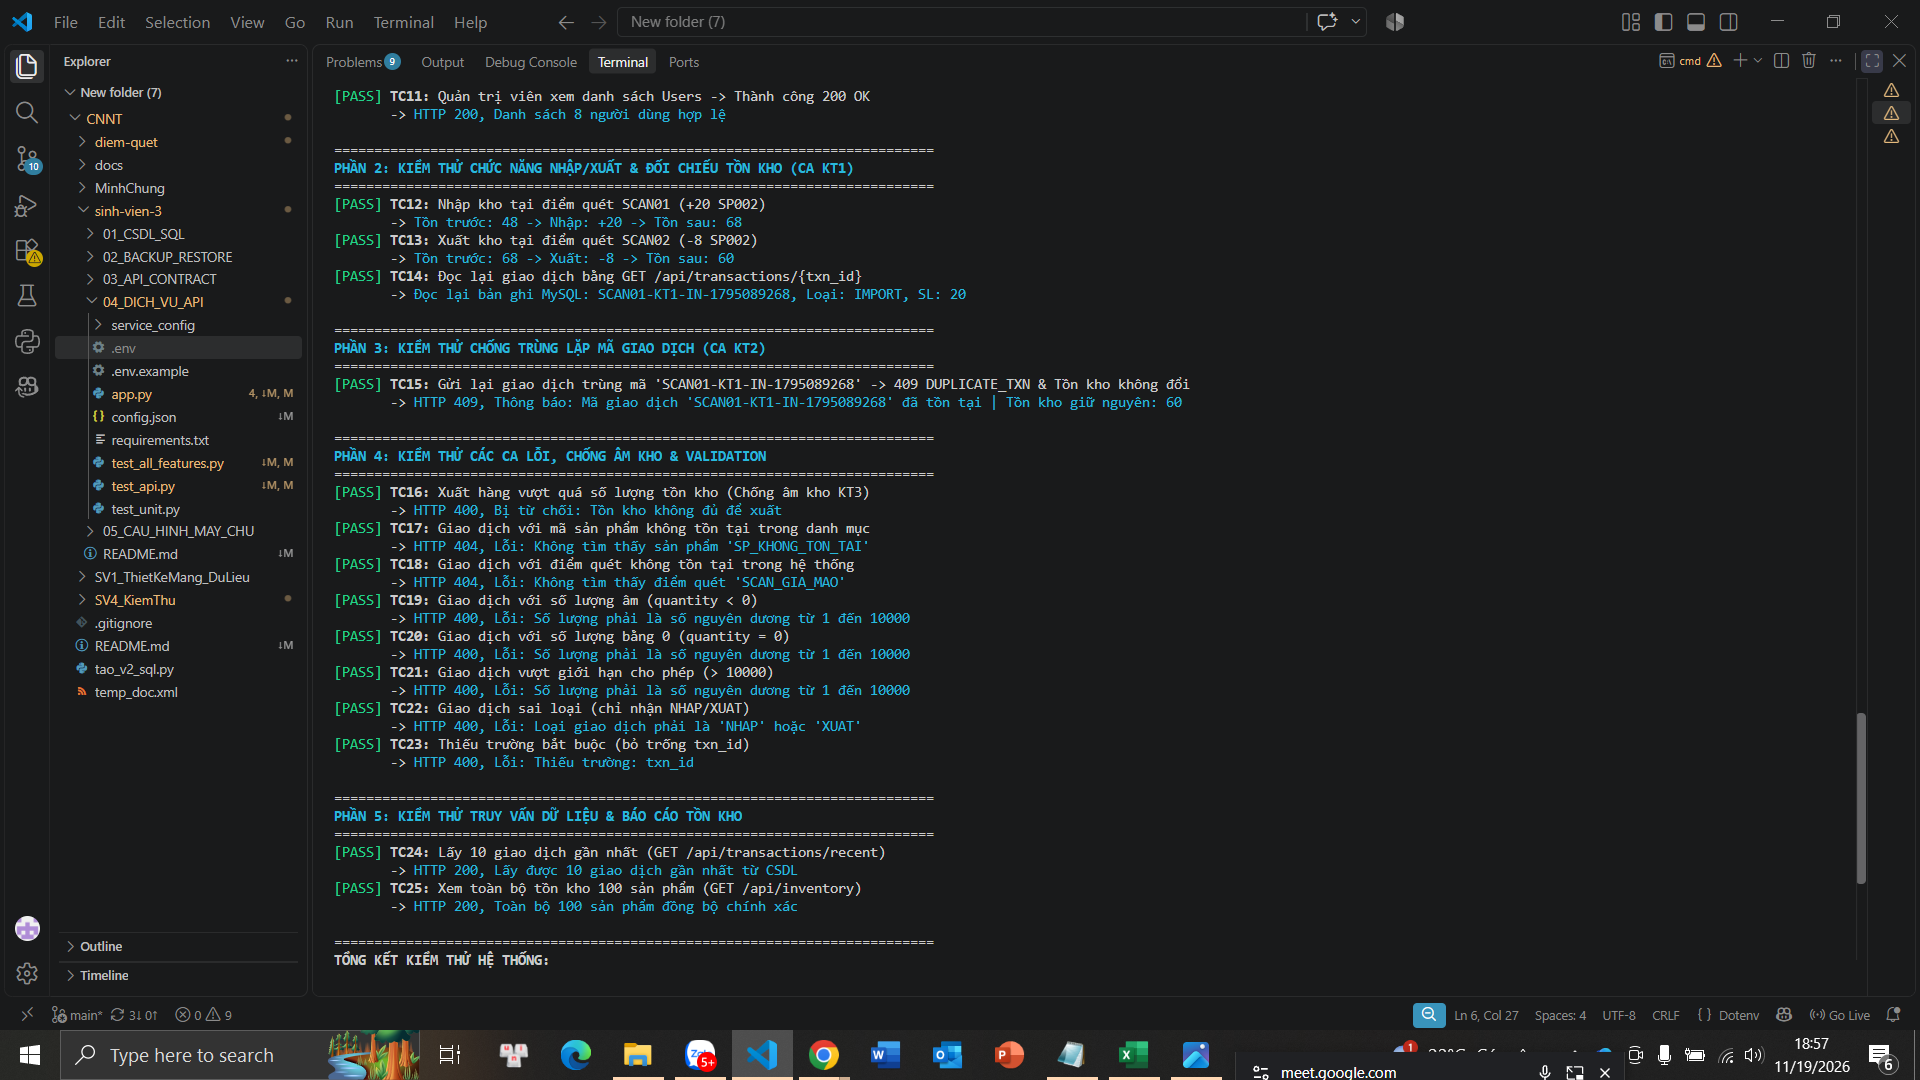 File Edit Selection View Go Run Terminal Help
New folder (7)
Explorer
New folder (7)
CNNT
diem-quet
docs
MinhChung
sinh-vien-3
01_CSDL_SQL
02_BACKUP_RESTORE
03_API_CONTRACT
04_DICH_VU_API
service_config
.env
.env.example
app.py 4, ↓M, M
config.json ↓M
requirements.txt
test_all_features.py ↓M, M
test_api.py ↓M, M
test_unit.py
05_CAU_HINH_MAY_CHU
README.md ↓M
SV1_ThietKeMang_DuLieu
SV4_KiemThu
.gitignore
README.md ↓M
tao_v2_sql.py
temp_doc.xml
Outline
Timeline
10
Problems 9 Output Debug Console Terminal Ports
cmd
[PASS] TC11: Quản trị viên xem danh sách Users -> Thành công 200 OK
-> HTTP 200, Danh sách 8 người dùng hợp lệ
===========================================================================
PHẦN 2: KIỂM THỬ CHỨC NĂNG NHẬP/XUẤT & ĐỐI CHIẾU TỒN KHO (CA KT1)
===========================================================================
[PASS] TC12: Nhập kho tại điểm quét SCAN01 (+20 SP002)
-> Tồn trước: 48 -> Nhập: +20 -> Tồn sau: 68
[PASS] TC13: Xuất kho tại điểm quét SCAN02 (-8 SP002)
-> Tồn trước: 68 -> Xuất: -8 -> Tồn sau: 60
[PASS] TC14: Đọc lại giao dịch bằng GET /api/transactions/{txn_id}
-> Đọc lại bản ghi MySQL: SCAN01-KT1-IN-1795089268, Loại: IMPORT, SL: 20
===========================================================================
PHẦN 3: KIỂM THỬ CHỐNG TRÙNG LẶP MÃ GIAO DỊCH (CA KT2)
===========================================================================
[PASS] TC15: Gửi lại giao dịch trùng mã 'SCAN01-KT1-IN-1795089268' -> 409 DUPLICATE_TXN & Tồn kho không đổi
-> HTTP 409, Thông báo: Mã giao dịch 'SCAN01-KT1-IN-1795089268' đã tồn tại | Tồn kho giữ nguyên: 60
===========================================================================
PHẦN 4: KIỂM THỬ CÁC CA LỖI, CHỐNG ÂM KHO & VALIDATION
===========================================================================
[PASS] TC16: Xuất hàng vượt quá số lượng tồn kho (Chống âm kho KT3)
-> HTTP 400, Bị từ chối: Tồn kho không đủ để xuất
[PASS] TC17: Giao dịch với mã sản phẩm không tồn tại trong danh mục
-> HTTP 404, Lỗi: Không tìm thấy sản phẩm 'SP_KHONG_TON_TAI'
[PASS] TC18: Giao dịch với điểm quét không tồn tại trong hệ thống
-> HTTP 404, Lỗi: Không tìm thấy điểm quét 'SCAN_GIA_MAO'
[PASS] TC19: Giao dịch với số lượng âm (quantity < 0)
-> HTTP 400, Lỗi: Số lượng phải là số nguyên dương từ 1 đến 10000
[PASS] TC20: Giao dịch với số lượng bằng 0 (quantity = 0)
-> HTTP 400, Lỗi: Số lượng phải là số nguyên dương từ 1 đến 10000
[PASS] TC21: Giao dịch vượt giới hạn cho phép (> 10000)
-> HTTP 400, Lỗi: Số lượng phải là số nguyên dương từ 1 đến 10000
[PASS] TC22: Giao dịch sai loại (chỉ nhận NHAP/XUAT)
-> HTTP 400, Lỗi: Loại giao dịch phải là 'NHAP' hoặc 'XUAT'
[PASS] TC23: Thiếu trường bắt buộc (bỏ trống txn_id)
-> HTTP 400, Lỗi: Thiếu trường: txn_id
===========================================================================
PHẦN 5: KIỂM THỬ TRUY VẤN DỮ LIỆU & BÁO CÁO TỒN KHO
===========================================================================
[PASS] TC24: Lấy 10 giao dịch gần nhất (GET /api/transactions/recent)
-> HTTP 200, Lấy được 10 giao dịch gần nhất từ CSDL
[PASS] TC25: Xem toàn bộ tồn kho 100 sản phẩm (GET /api/inventory)
-> HTTP 200, Toàn bộ 100 sản phẩm đồng bộ chính xác
===========================================================================
TỔNG KẾT KIỂM THỬ HỆ THỐNG:
main* 3↓ 0↑ 0 9
Ln 6, Col 27 Spaces: 4 UTF-8 CRLF { } Dotenv Go Live
Type here to search
Zalo 5+
1
18:57
11/19/2026
6
meet.google.com